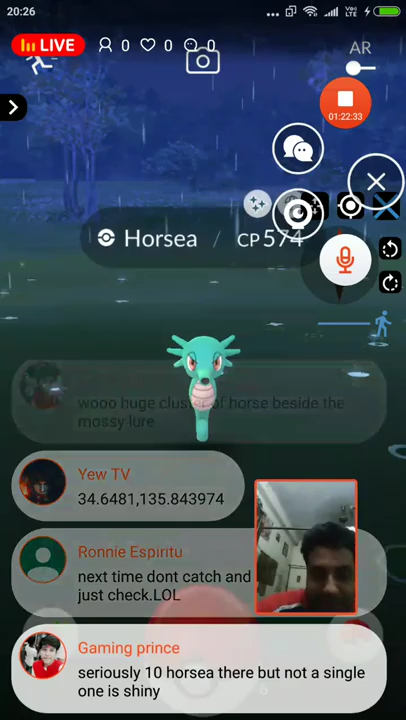 20:26
Vo)
LTE
LIVE
0
0
0
AR
01:22:33
Horsea / CP574
wooo huge cluster of horse beside the
mossy lure
Yew TV
34.6481,135.843974
Ronnie Espiritu
next time dont catch and
just check.LOL
Gaming prince
seriously 10 horsea there but not a single
one is shiny